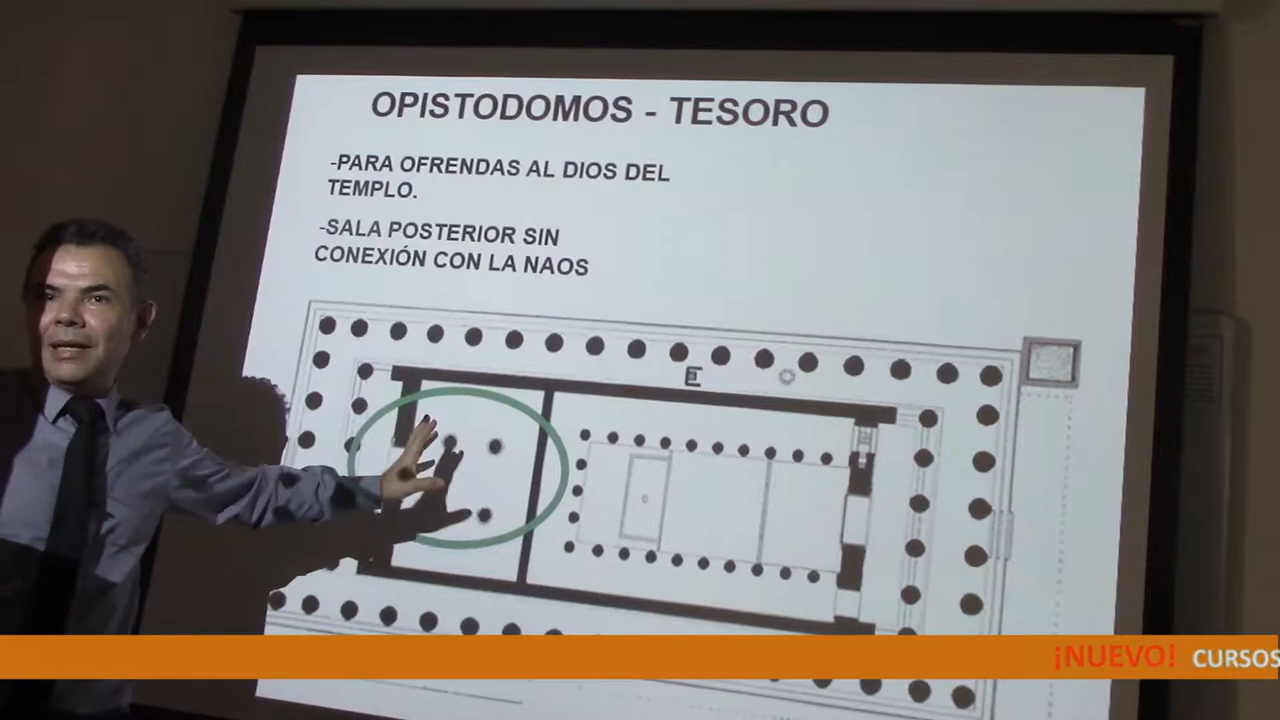 OPISTODOMOS - TESORO
-PARA OFRENDAS AL DIOS DEL
TEMPLO.
-SALA POSTERIOR SIN
CONEXIÓN CON LA NAOS
¡NUEVO! CURSOS